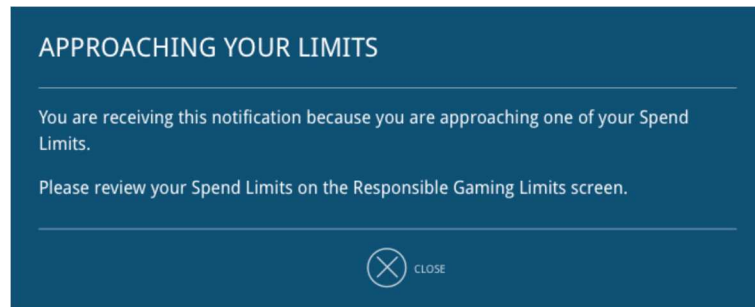 APPROACHING YOUR LIMITS
You are receiving this notification because you are approaching one of your Spend
Limits.
Please review your Spend Limits on the Responsible Gaming Limits screen.
CLOSE